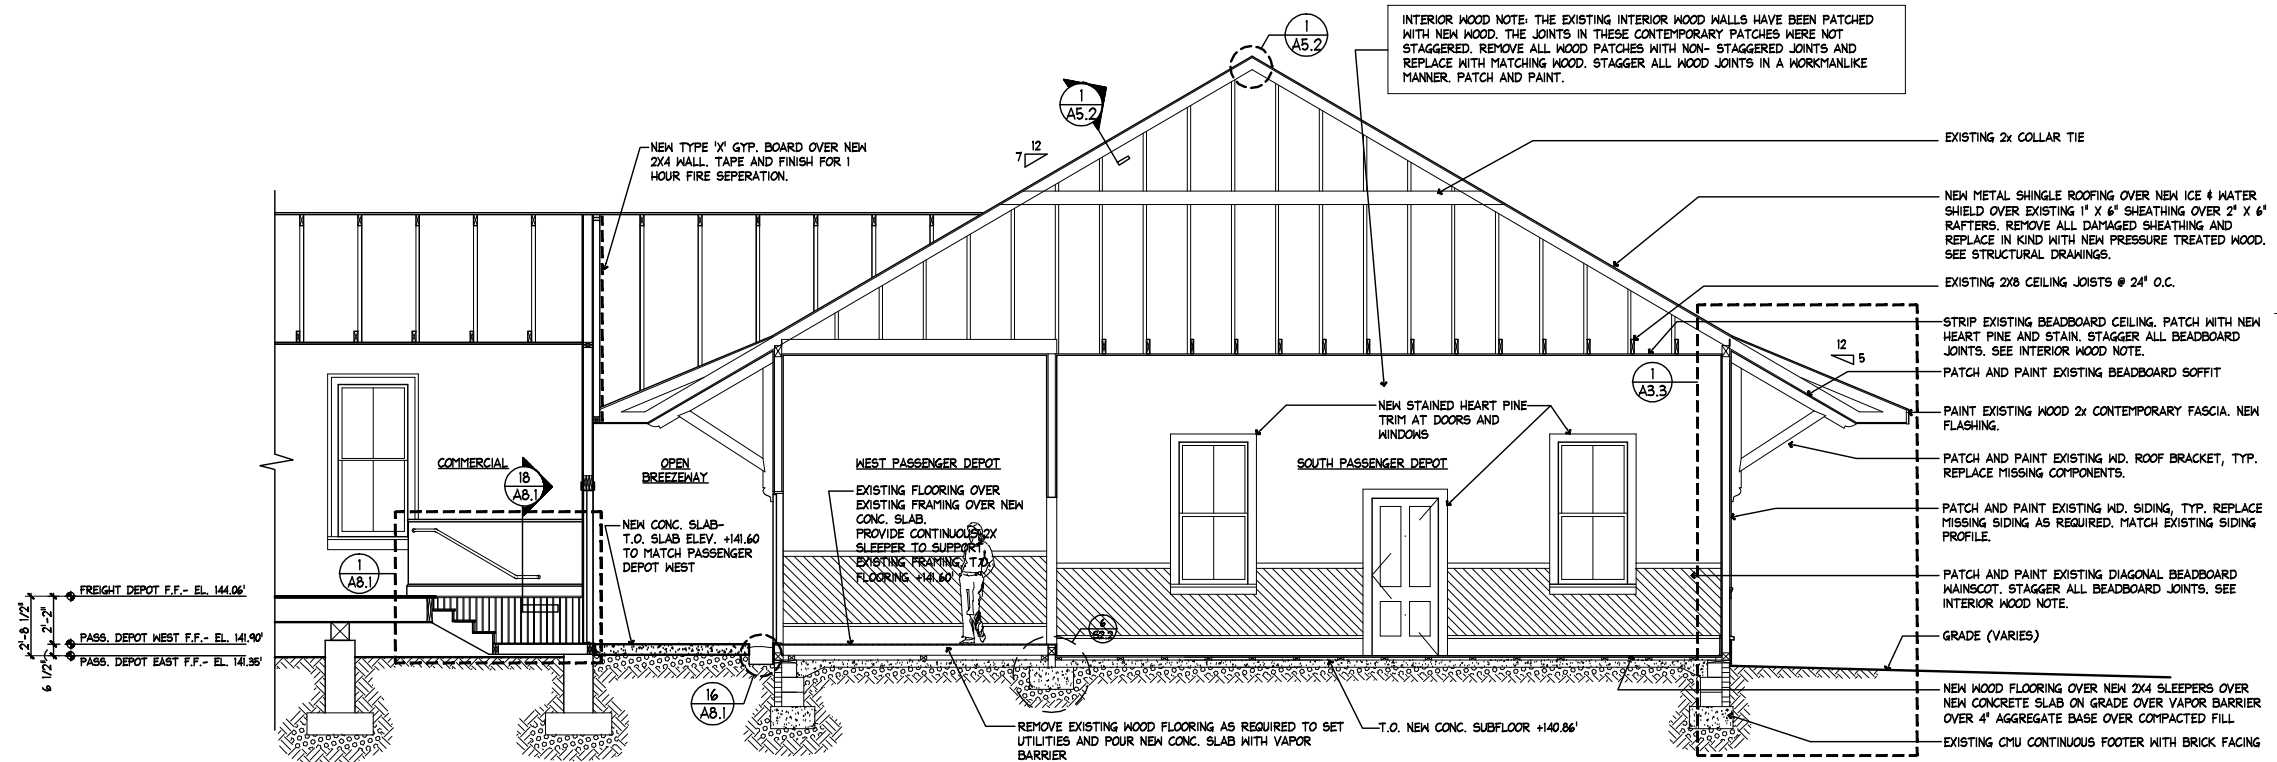 1
A5.2
INTERIOR WOOD NOTE: THE EXISTING INTERIOR WOOD WALLS HAVE BEEN PATCHED
WITH NEW WOOD. THE JOINTS IN THESE CONTEMPORARY PATCHES WERE NOT
STAGGERED. REMOVE ALL WOOD PATCHES WITH NON- STAGGERED JOINTS AND
REPLACE WITH MATCHING WOOD. STAGGER ALL WOOD JOINTS IN A WORKMANLIKE
MANNER. PATCH AND PAINT.
1
A5.2
12
7
NEW TYPE 'X' GYP. BOARD OVER NEW
2X4 WALL. TAPE AND FINISH FOR 1
HOUR FIRE SEPERATION.
EXISTING 2x COLLAR TIE
NEW METAL SHINGLE ROOFING OVER NEW ICE & WATER
SHIELD OVER EXISTING 1" X 6" SHEATHING OVER 2" X 6"
RAFTERS. REMOVE ALL DAMAGED SHEATHING AND
REPLACE IN KIND WITH NEW PRESSURE TREATED WOOD.
SEE STRUCTURAL DRAWINGS.
EXISTING 2X8 CEILING JOISTS @ 24" O.C.
STRIP EXISTING BEADBOARD CEILING. PATCH WITH NEW
HEART PINE AND STAIN. STAGGER ALL BEADBOARD
JOINTS. SEE INTERIOR WOOD NOTE.
12
5
1
A3.3
PATCH AND PAINT EXISTING BEADBOARD SOFFIT
PAINT EXISTING WOOD 2x CONTEMPORARY FASCIA. NEW
FLASHING.
NEW STAINED HEART PINE
TRIM AT DOORS AND
WINDOWS
COMMERCIAL
OPEN
BREEZEWAY
WEST PASSENGER DEPOT
SOUTH PASSENGER DEPOT
PATCH AND PAINT EXISTING WD. ROOF BRACKET, TYP.
REPLACE MISSING COMPONENTS.
18
A8.1
EXISTING FLOORING OVER
EXISTING FRAMING OVER NEW
CONC. SLAB.
PROVIDE CONTINUOUS 2X
SLEEPER TO SUPPORT
EXISTING FRAMING, T.O.
FLOORING +141.60'
NEW CONC. SLAB-
T.O. SLAB ELEV. +141.60
TO MATCH PASSENGER
DEPOT WEST
PATCH AND PAINT EXISTING WD. SIDING, TYP. REPLACE
MISSING SIDING AS REQUIRED. MATCH EXISTING SIDING
PROFILE.
1
A8.1
PATCH AND PAINT EXISTING DIAGONAL BEADBOARD
WAINSCOT. STAGGER ALL BEADBOARD JOINTS. SEE
INTERIOR WOOD NOTE.
FREIGHT DEPOT F.F.- EL. 144.06'
PASS. DEPOT WEST F.F.- EL. 141.90'
PASS. DEPOT EAST F.F.- EL. 141.35'
2'-8 1/2"
2'-2"
6 1/2"
6
S2.2
GRADE (VARIES)
16
A8.1
NEW WOOD FLOORING OVER NEW 2X4 SLEEPERS OVER
NEW CONCRETE SLAB ON GRADE OVER VAPOR BARRIER
OVER 4" AGGREGATE BASE OVER COMPACTED FILL
REMOVE EXISTING WOOD FLOORING AS REQUIRED TO SET
UTILITIES AND POUR NEW CONC. SLAB WITH VAPOR
BARRIER
T.O. NEW CONC. SUBFLOOR +140.86'
EXISTING CMU CONTINUOUS FOOTER WITH BRICK FACING